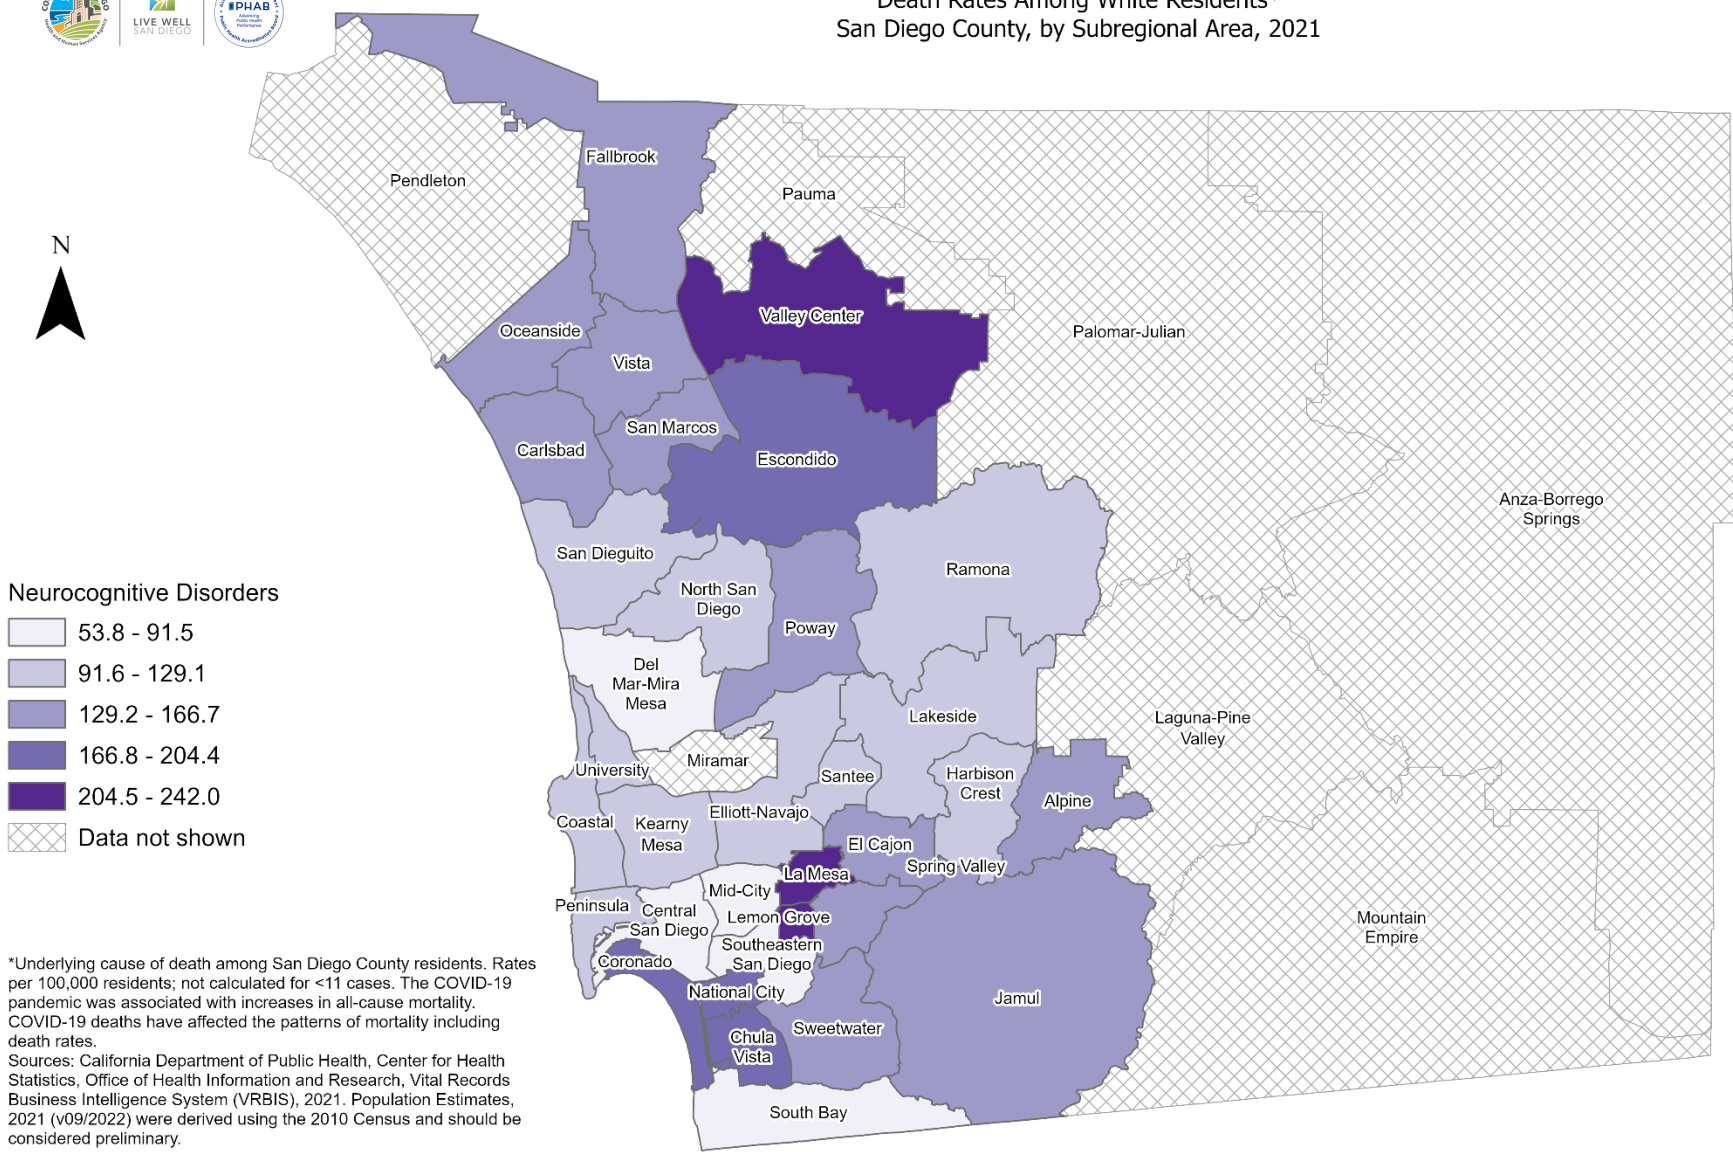 LIVE WELL
SAN DIEGO
PHAB
Advancing
Public Health
Performance
Death Rates Among White Residents*
San Diego County, by Subregional Area, 2021
N
Pendleton
Fallbrook
Pauma
Valley Center
Oceanside
Palomar-Julian
Vista
San Marcos
Carlsbad
Escondido
Anza-Borrego
Springs
San Dieguito
Ramona
North San
Diego
Poway
Del
Mar-Mira
Mesa
Lakeside
Laguna-Pine
Valley
Miramar
University
Santee
Harbison
Crest
Alpine
Elliott-Navajo
Coastal
Kearny
Mesa
El Cajon
Spring Valley
La Mesa
Mid-City
Peninsula
Central
San Diego
Lemon Grove
Mountain
Empire
Southeastern
San Diego
Coronado
National City
Jamul
Sweetwater
Chula
Vista
South Bay
Neurocognitive Disorders
53.8 - 91.5
91.6 - 129.1
129.2 - 166.7
166.8 - 204.4
204.5 - 242.0
Data not shown
*Underlying cause of death among San Diego County residents. Rates
per 100,000 residents; not calculated for <11 cases. The COVID-19
pandemic was associated with increases in all-cause mortality.
COVID-19 deaths have affected the patterns of mortality including
death rates.
Sources: California Department of Public Health, Center for Health
Statistics, Office of Health Information and Research, Vital Records
Business Intelligence System (VRBIS), 2021. Population Estimates,
2021 (v09/2022) were derived using the 2010 Census and should be
considered preliminary.